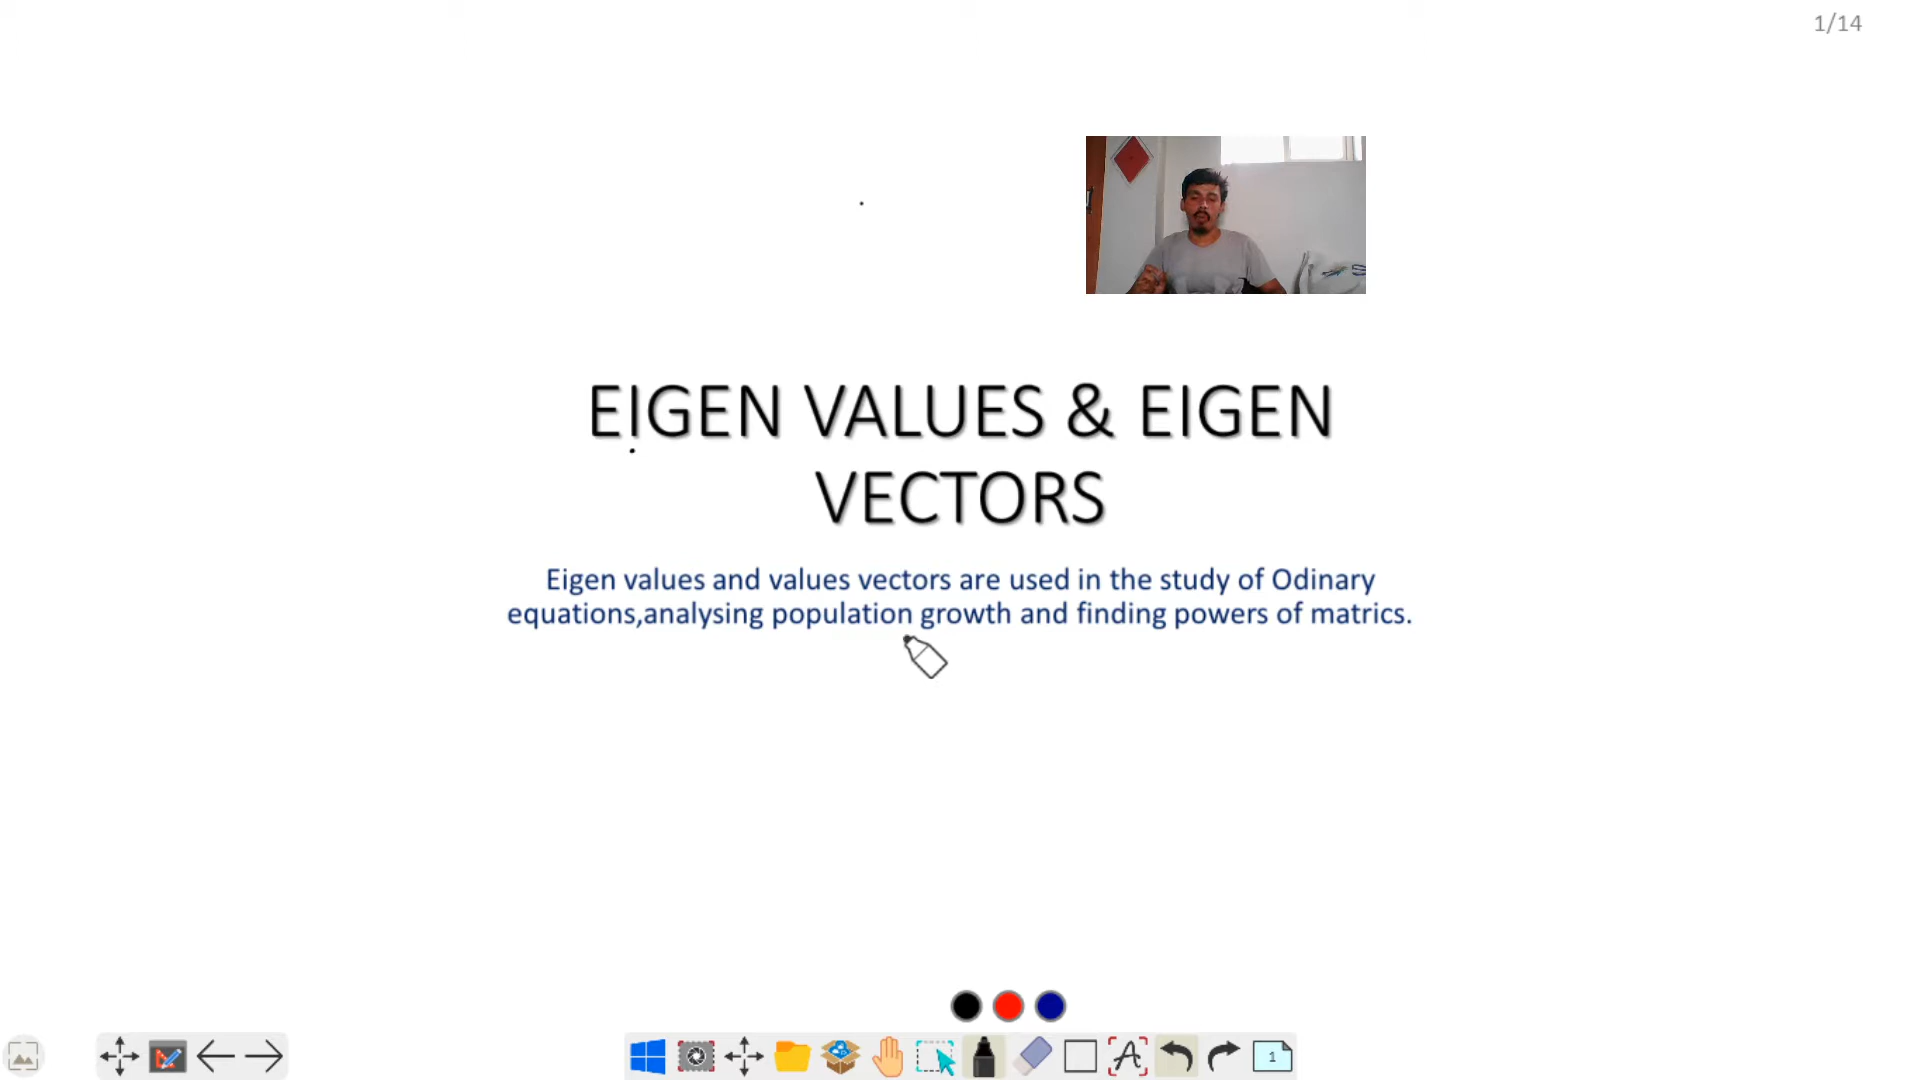 1/14
EIGEN VALUES & EIGEN
VECTORS
Eigen values and values vectors are used in the study of Odinary
equations,analysing population growth and finding powers of matrics.
1